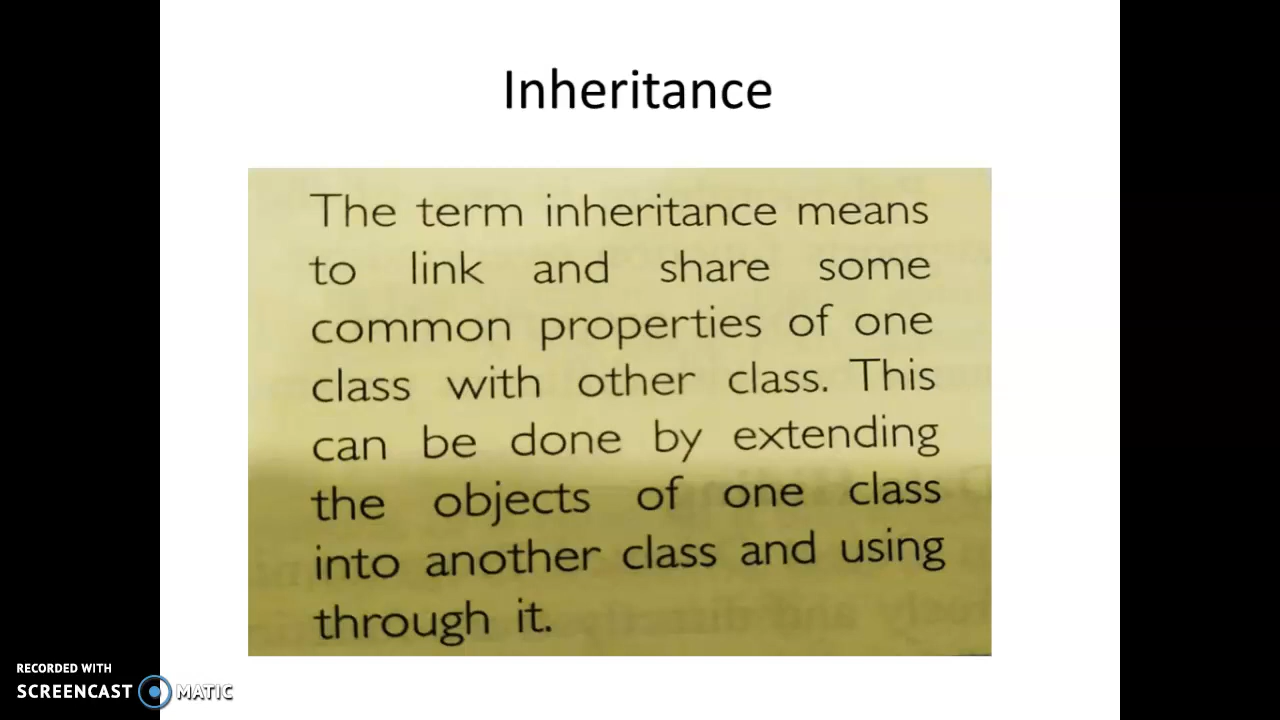 Inheritance
The term inheritance means
to link and share some
common properties of one
class with other class. This
can be done by extending
the objects of one class
into another class and using
through it.
RECORDED WITH
SCREENCAST MATIC